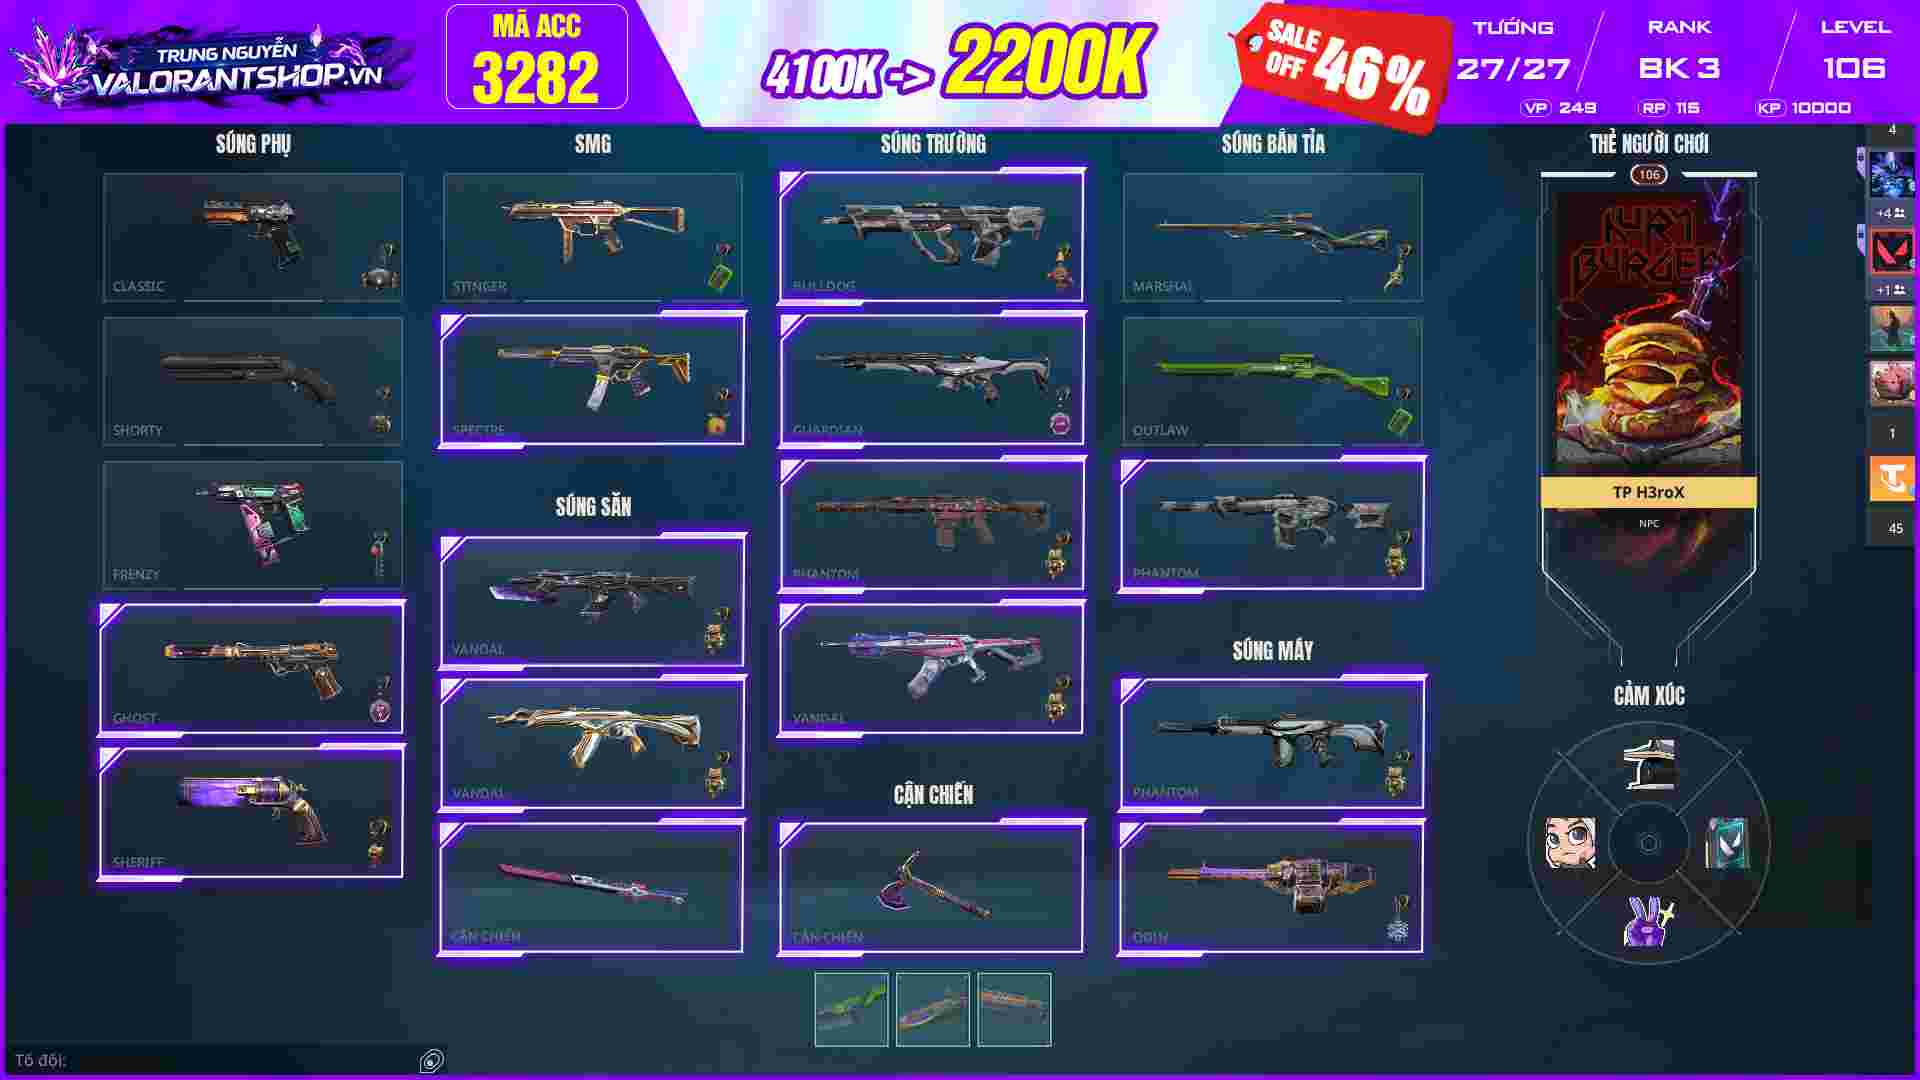 TRUNG NGUYỄN
VALORANTSHOP.VN
MÃ ACC
3282
4100K -> 2200K
SALE OFF 46%
TƯỚNG
27/27
RANK
BK 3
LEVEL
106
VP 249
RP 115
KP 10000
SÚNG PHỤ
CLASSIC
SHORTY
FRENZY
GHOST
SHERIFF
SMG
STINGER
SPECTRE
SÚNG SĂN
VANDAL
VANDAL
CẬN CHIẾN
SÚNG TRƯỜNG
BULLDOG
GUARDIAN
PHANTOM
VANDAL
CẬN CHIẾN
CẬN CHIẾN
SÚNG BẮN TỈA
MARSHAL
OUTLAW
PHANTOM
SÚNG MÁY
PHANTOM
ODIN
THẺ NGƯỜI CHƠI
106
KURY
BURGER
TP H3roX
NPC
CẢM XÚC
4
+4
+1
1
45
Tổ đội: